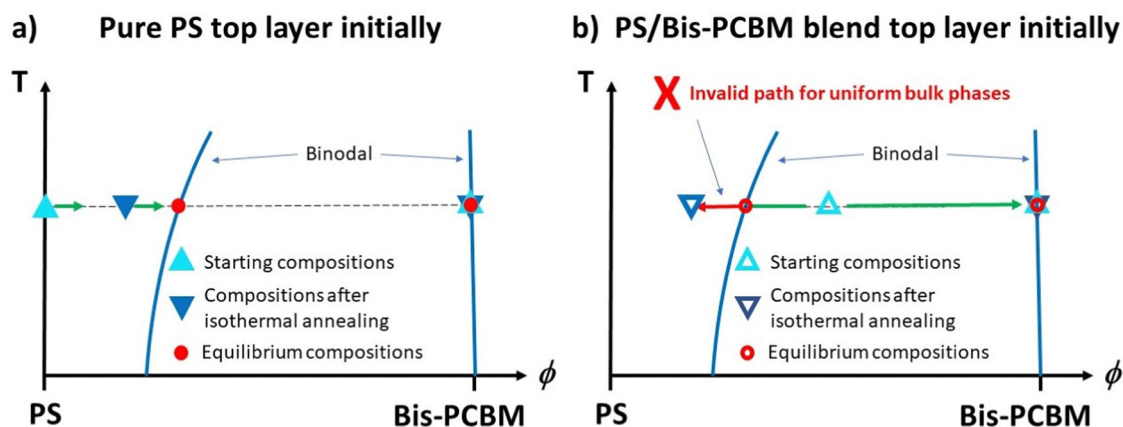 a) Pure PS top layer initially
T
Binodal
Starting compositions
Compositions after
isothermal annealing
Equilibrium compositions
ϕ
PS
Bis-PCBM
b) PS/Bis-PCBM blend top layer initially
T
X Invalid path for uniform bulk phases
Binodal
Starting compositions
Compositions after
isothermal annealing
Equilibrium compositions
ϕ
PS
Bis-PCBM